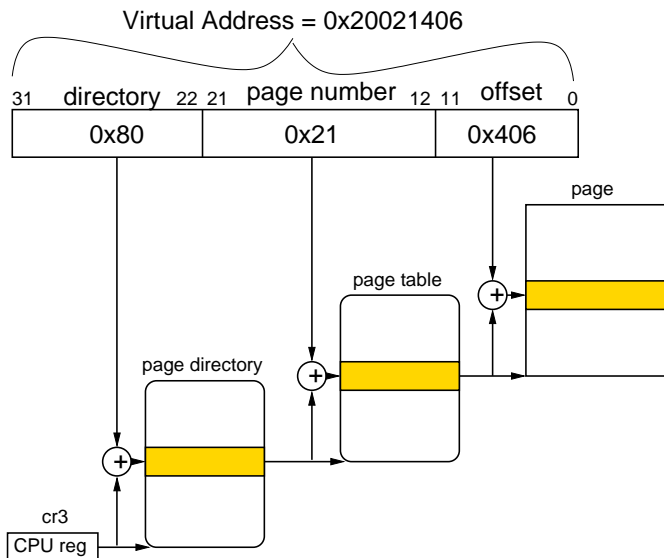 Virtual Address = 0x20021406
31 directory 22 21 page number 12 11 offset 0
0x80 0x21 0x406
page
+
page table
+
page directory
+
cr3
CPU reg